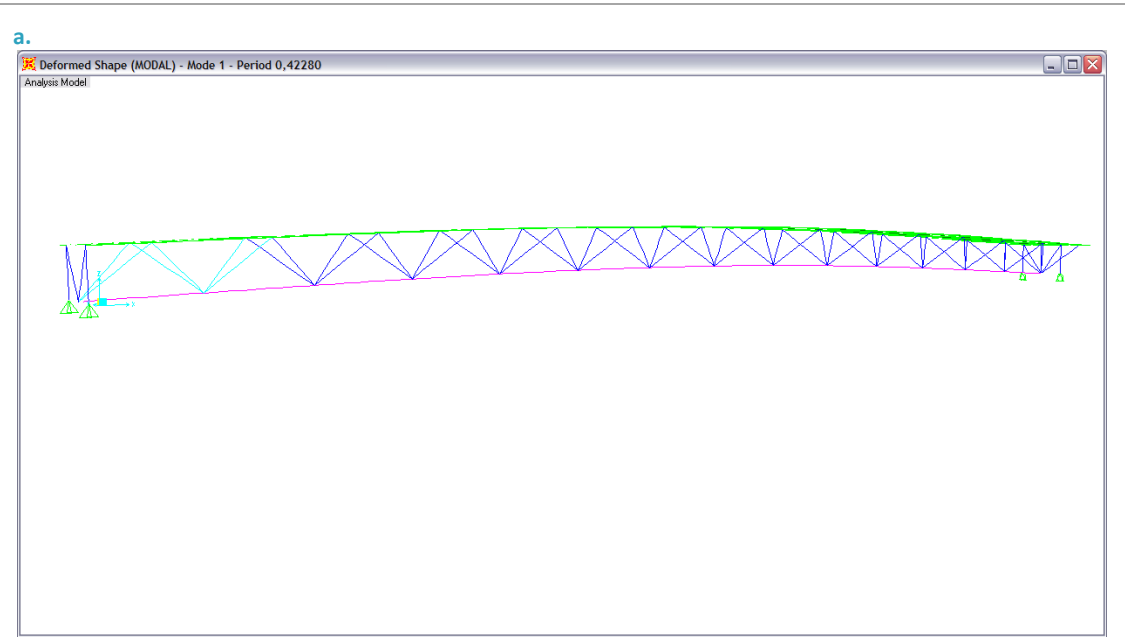 a.
Deformed Shape (MODAL) - Mode 1 - Period 0,42280
Analysis Model
Z